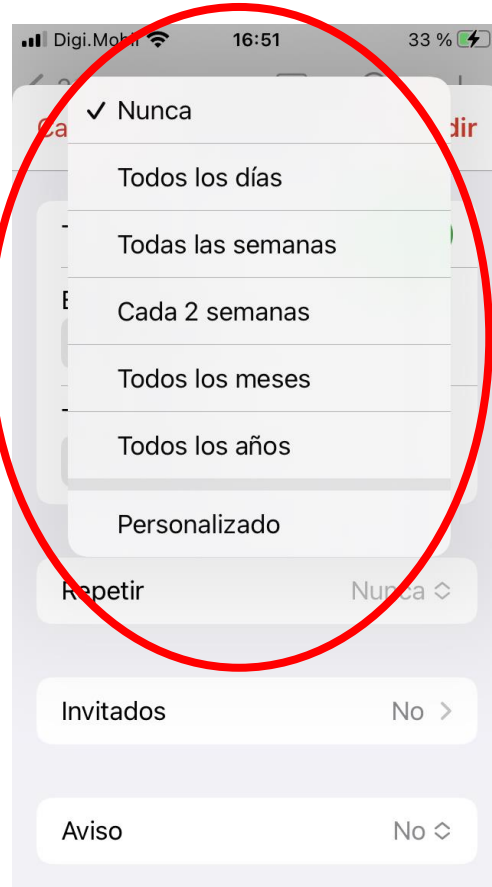 Digi.Mobil 16:51 33 %
Nunca
Todos los días
Todas las semanas
Cada 2 semanas
Todos los meses
Todos los años
Personalizado
Repetir Nunca
Invitados No
Aviso No